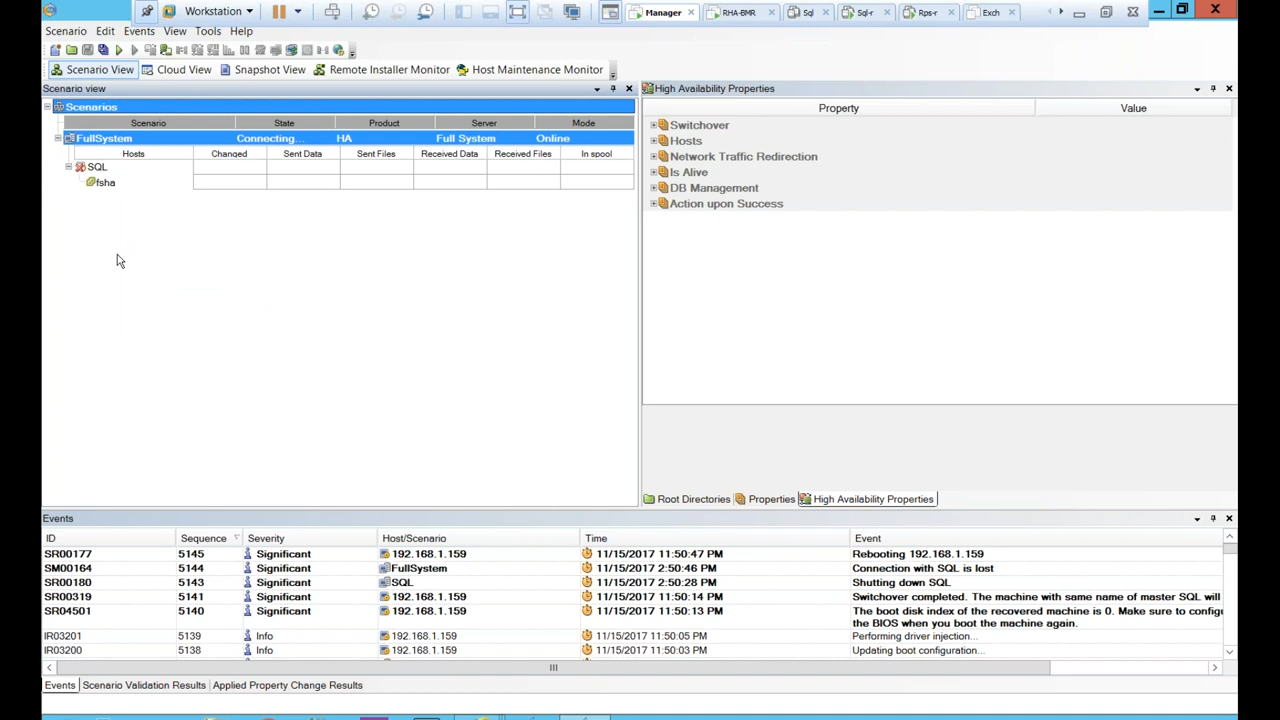 Workstation
Manager
RHA-BMR
Sql
Sql-r
Rps-r
Exch
Scenario Edit Events View Tools Help
Scenario View Cloud View Snapshot View Remote Installer Monitor Host Maintenance Monitor
Scenario view
Scenarios
Scenario State Product Server Mode
FullSystem Connecting... HA Full System Online
Hosts Changed Sent Data Sent Files Received Data Received Files In spool
SQL
fsha
High Availability Properties
Property Value
Switchover
Hosts
Network Traffic Redirection
Is Alive
DB Management
Action upon Success
Root Directories Properties High Availability Properties
Events
ID Sequence Severity Host/Scenario Time Event
SR00177 5145 Significant 192.168.1.159 11/15/2017 11:50:47 PM Rebooting 192.168.1.159
SM00164 5144 Significant FullSystem 11/15/2017 2:50:46 PM Connection with SQL is lost
SR00180 5143 Significant SQL 11/15/2017 2:50:28 PM Shutting down SQL
SR00319 5141 Significant 192.168.1.159 11/15/2017 11:50:14 PM Switchover completed. The machine with same name of master SQL will
SR04501 5140 Significant 192.168.1.159 11/15/2017 11:50:13 PM The boot disk index of the recovered machine is 0. Make sure to config
the BIOS when you boot the machine again.
IR03201 5139 Info 192.168.1.159 11/15/2017 11:50:05 PM Performing driver injection...
IR03200 5138 Info 192.168.1.159 11/15/2017 11:50:03 PM Updating boot configuration...
Events Scenario Validation Results Applied Property Change Results